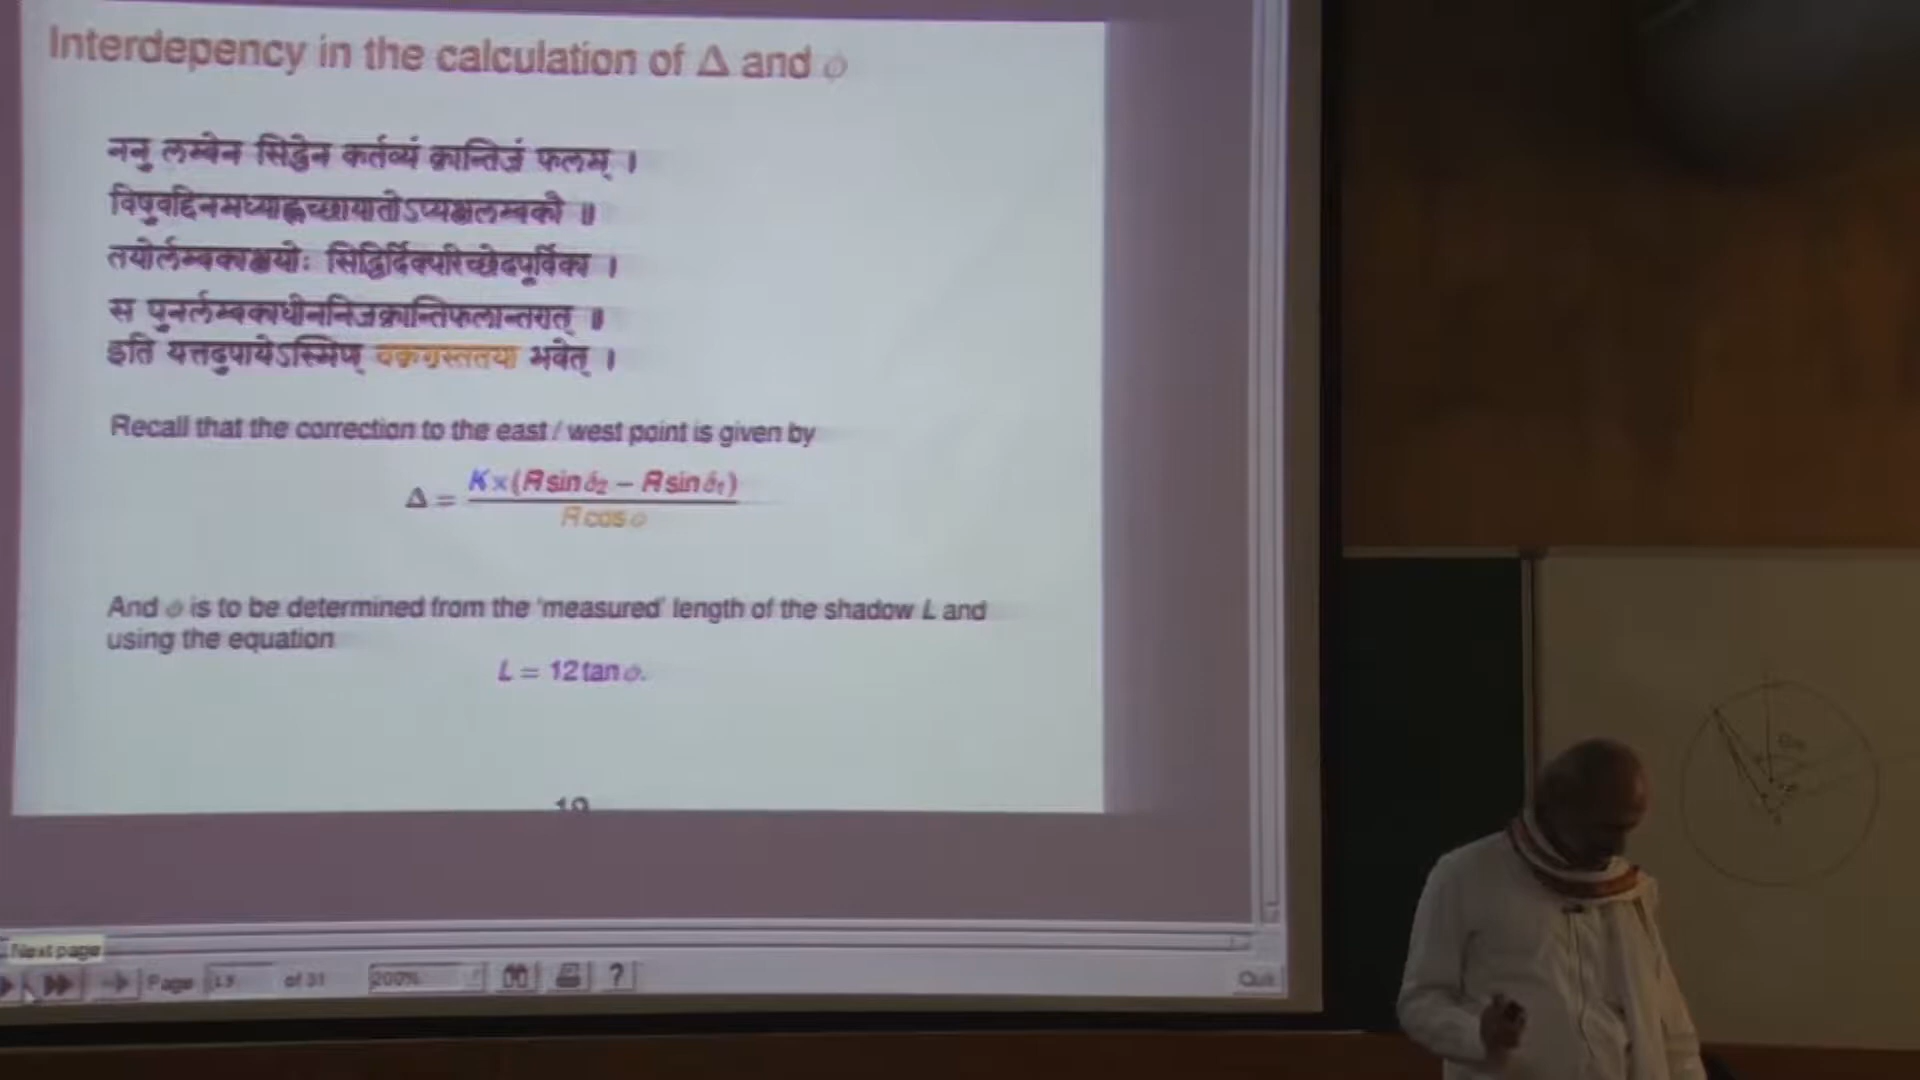 Interdepency in the calculation of Δ and ϕ
ननु लम्बेन सिद्धेन कर्तव्यं क्रान्तिजं फलम् ।
विषुवद्दिनमध्याह्नच्छायातोऽप्यक्षलम्बकौ ॥
तयोर्लम्बकाक्षयोः सिद्धिर्दिक्परिच्छेदपूर्विका ।
स पुनर्लम्बकाधीननिजक्रान्तिफलान्तरात् ॥
इति यत्तदुपायेऽस्मिन् चक्रग्रस्ततया भवेत् ।
Recall that the correction to the east / west point is given by
Δ = K × (R sin δ2 − R sin δ1) / R cos ϕ
And ϕ is to be determined from the 'measured' length of the shadow L and
using the equation
L = 12 tan ϕ.
19
Next page
Page 19 of 31 200% ? Quit